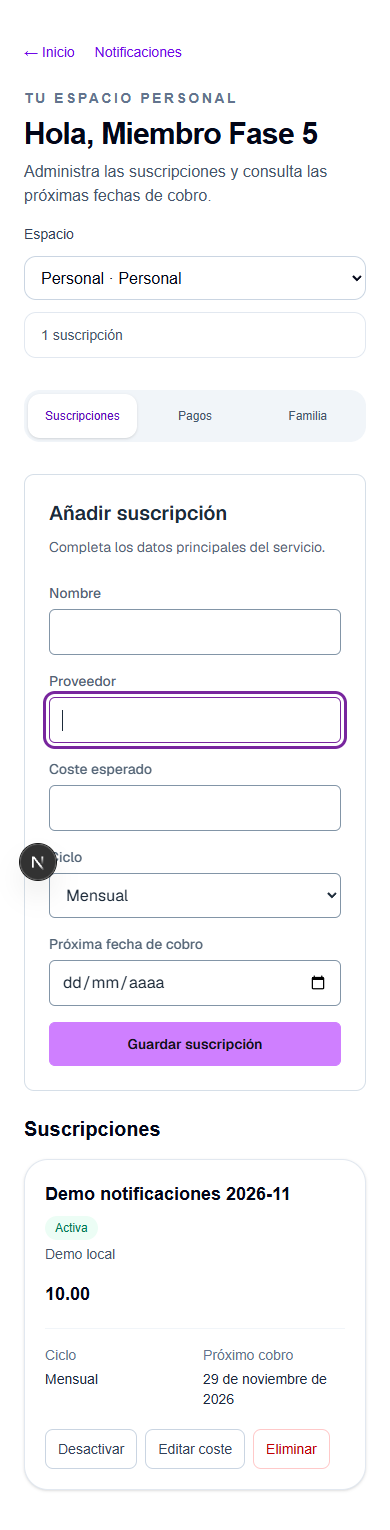 ← Inicio Notificaciones
TU ESPACIO PERSONAL
Hola, Miembro Fase 5
Administra las suscripciones y consulta las
próximas fechas de cobro.
Espacio
Personal · Personal
1 suscripción
Suscripciones Pagos Familia
Añadir suscripción
Completa los datos principales del servicio.
Nombre
Proveedor
Coste esperado
N
Ciclo
Mensual
Próxima fecha de cobro
dd/mm/aaaa
Guardar suscripción
Suscripciones
Demo notificaciones 2026-11
Activa
Demo local
10.00
Ciclo Próximo cobro
Mensual 29 de noviembre de
2026
Desactivar Editar coste Eliminar